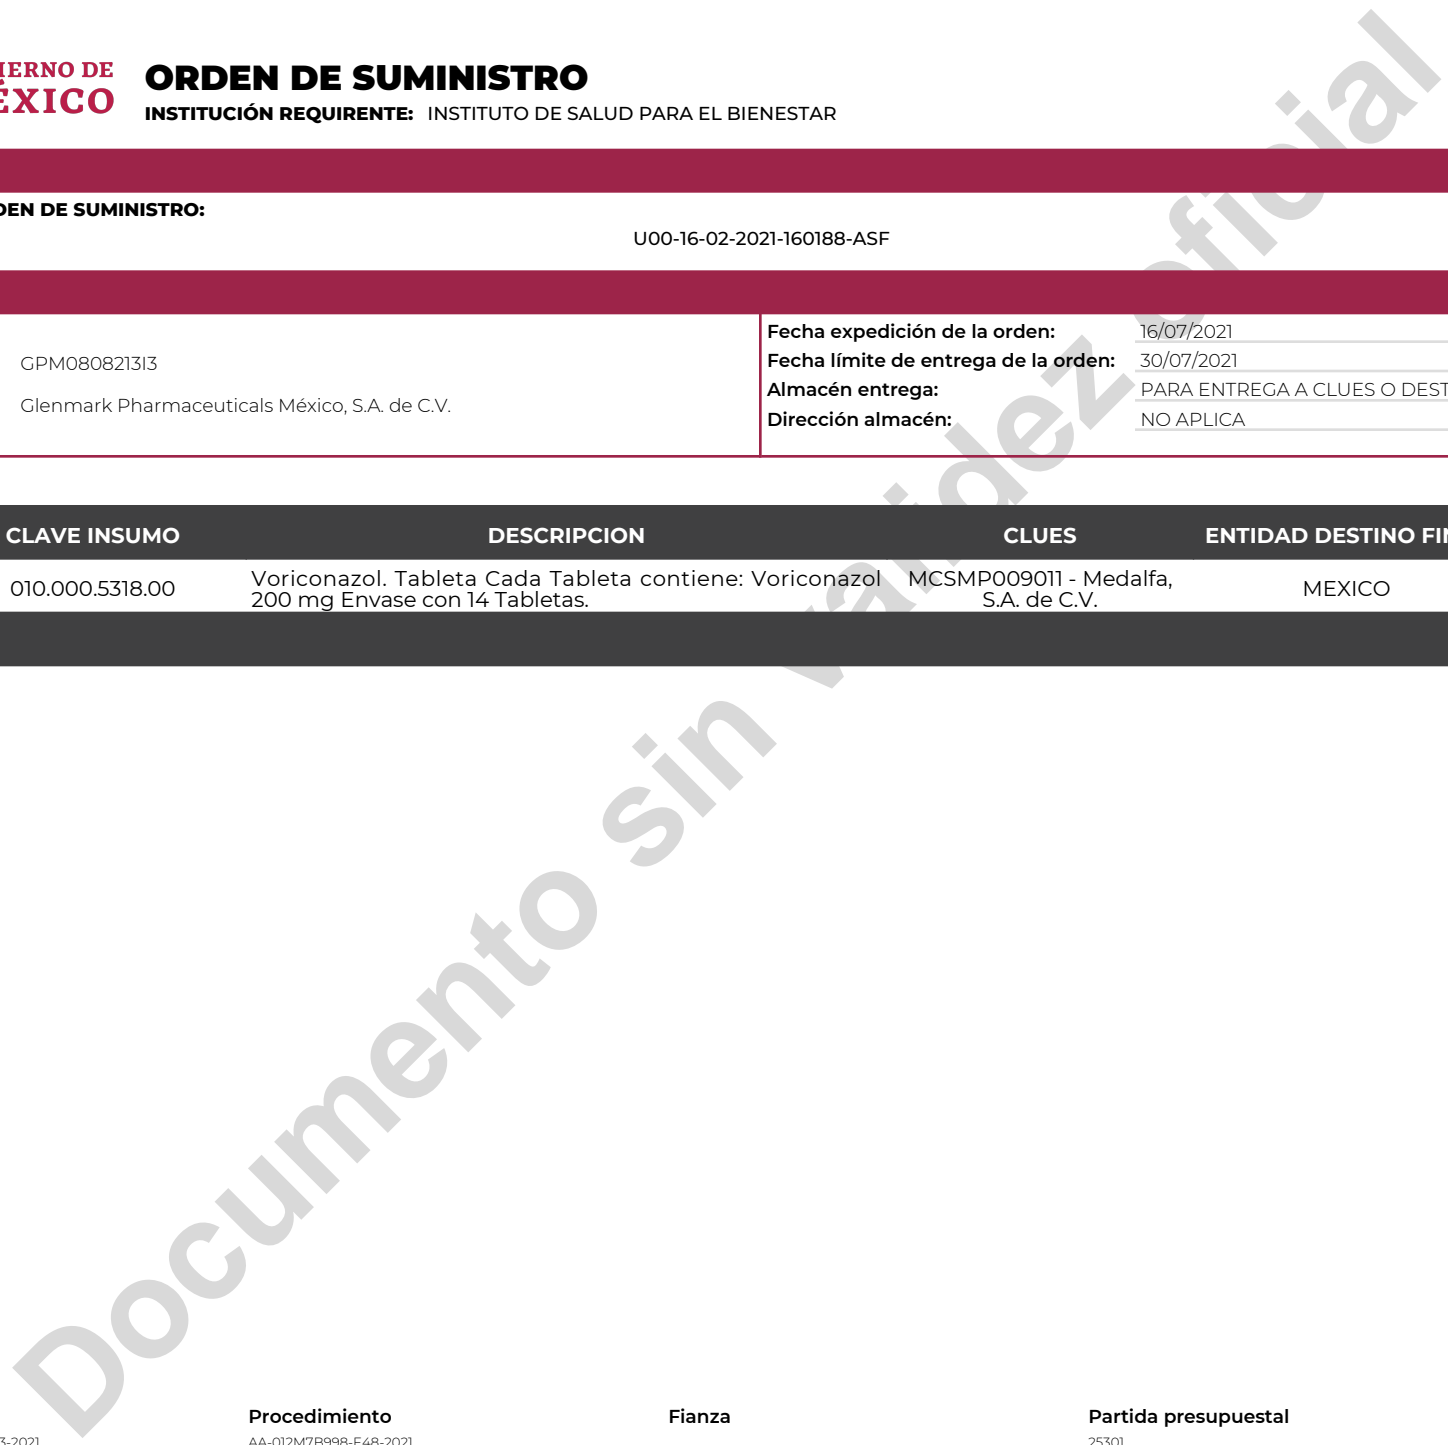 IERNO DE
ÉXICO
ORDEN DE SUMINISTRO
INSTITUCIÓN REQUIRENTE: INSTITUTO DE SALUD PARA EL BIENESTAR
DEN DE SUMINISTRO:
U00-16-02-2021-160188-ASF
GPM0808213I3
Glenmark Pharmaceuticals México, S.A. de C.V.
Fecha expedición de la orden: 16/07/2021
Fecha límite de entrega de la orden: 30/07/2021
Almacén entrega: PARA ENTREGA A CLUES O DEST
Dirección almacén: NO APLICA
CLAVE INSUMO DESCRIPCION CLUES ENTIDAD DESTINO FIN
010.000.5318.00 Voriconazol. Tableta Cada Tableta contiene: Voriconazol 200 mg Envase con 14 Tabletas. MCSMP009011 - Medalfa, S.A. de C.V. MEXICO
Documento sin validez oficial
Procedimiento Fianza Partida presupuestal
3-2021 AA-012M7B998-E48-2021 25301